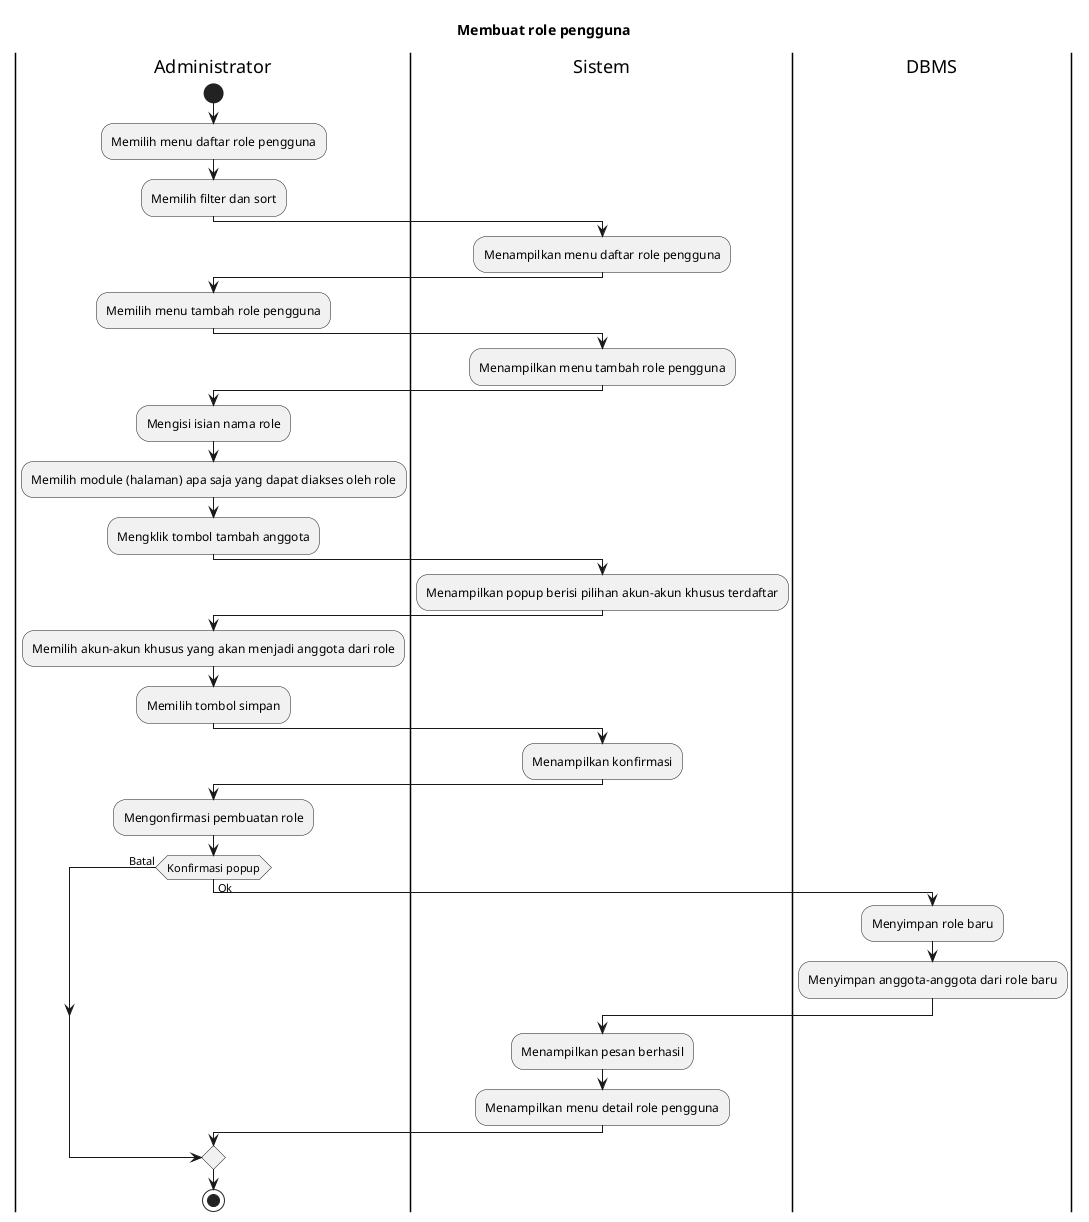 Membuat role pengguna
Administrator
Sistem
DBMS
Memilih menu daftar role pengguna
Memilih filter dan sort
Menampilkan menu daftar role pengguna
Memilih menu tambah role pengguna
Menampilkan menu tambah role pengguna
Mengisi isian nama role
Memilih module (halaman) apa saja yang dapat diakses oleh role
Mengklik tombol tambah anggota
Menampilkan popup berisi pilihan akun-akun khusus terdaftar
Memilih akun-akun khusus yang akan menjadi anggota dari role
Memilih tombol simpan
Menampilkan konfirmasi
Mengonfirmasi pembuatan role
Batal
Konfirmasi popup
Ok
Menyimpan role baru
Menyimpan anggota-anggota dari role baru
Menampilkan pesan berhasil
Menampilkan menu detail role pengguna